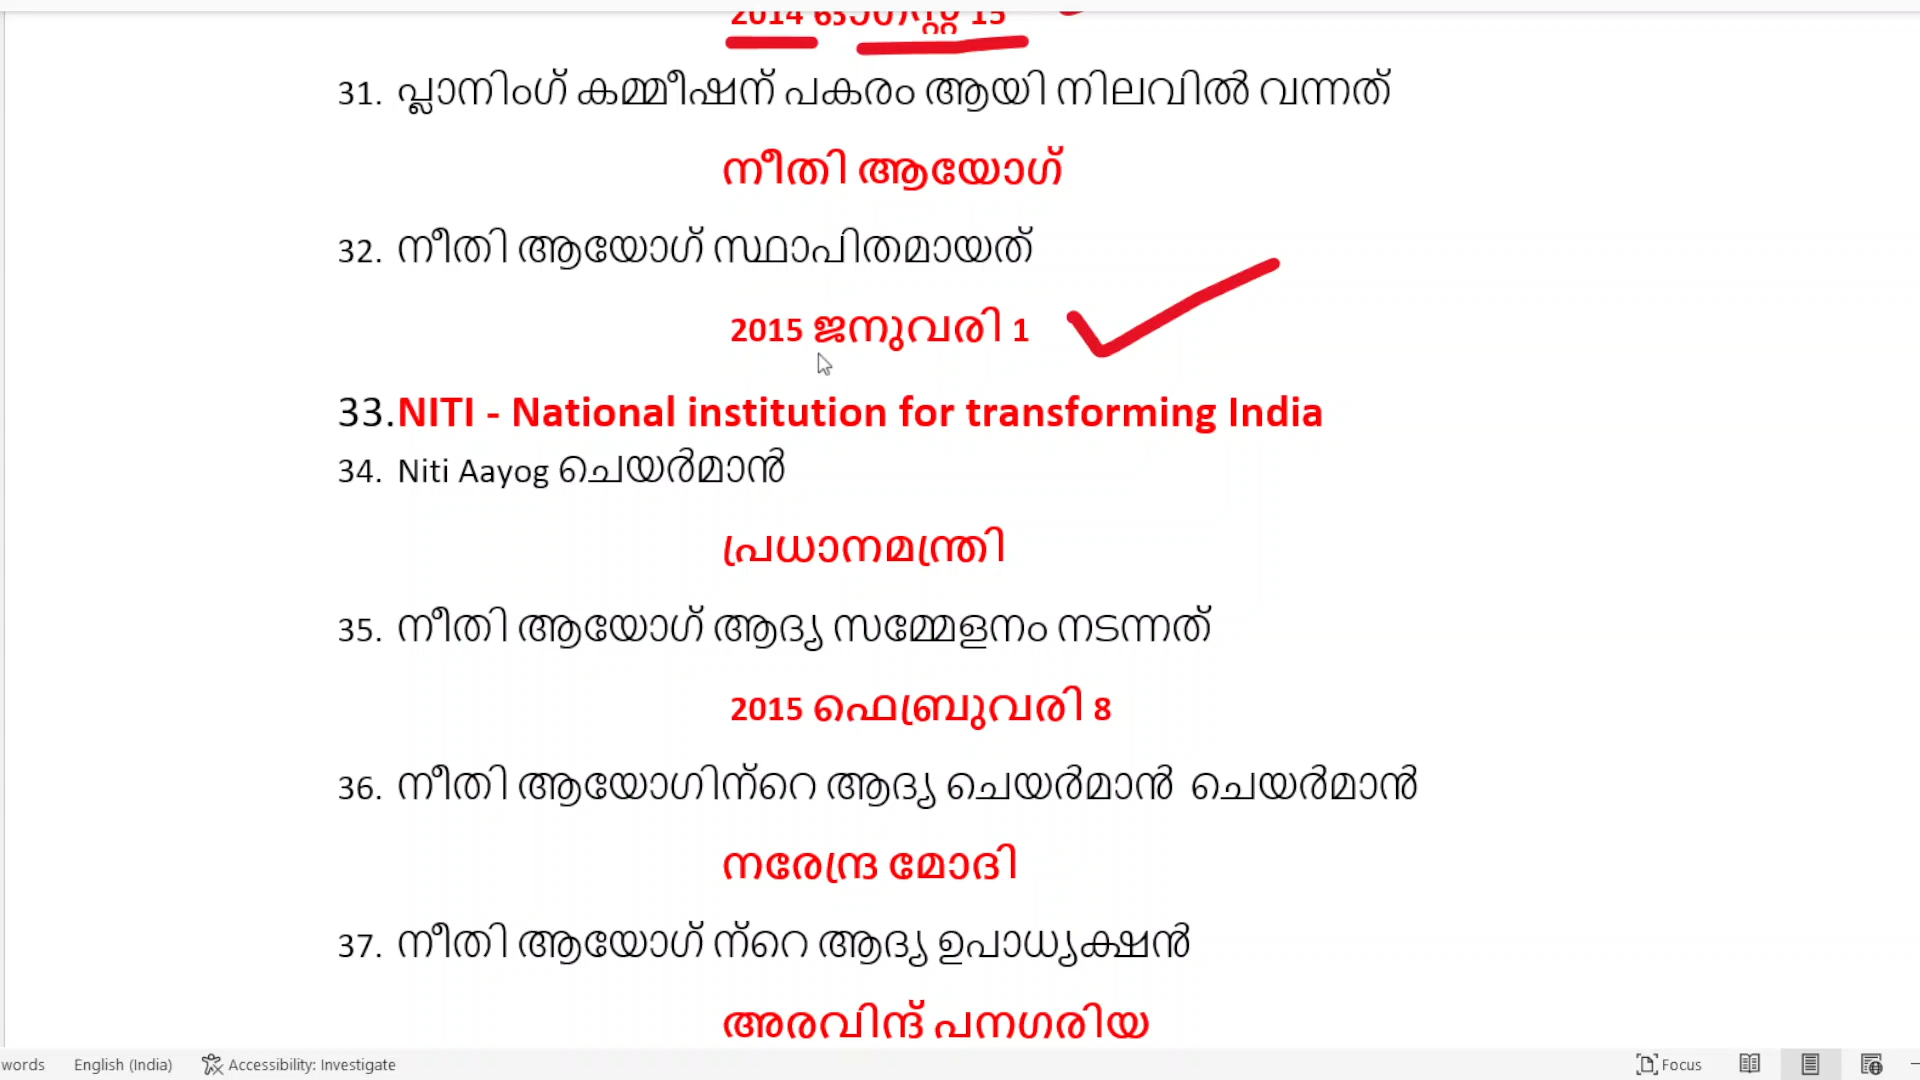 2014 ഓഗസ്റ്റ് 15
31. പ്ലാനിംഗ് കമ്മീഷന് പകരം ആയി നിലവിൽ വന്നത്
നീതി ആയോഗ്
32. നീതി ആയോഗ് സ്ഥാപിതമായത്
2015 ജനുവരി 1
33.NITI - National institution for transforming India
34. Niti Aayog ചെയർമാൻ
പ്രധാനമന്ത്രി
35. നീതി ആയോഗ് ആദ്യ സമ്മേളനം നടന്നത്
2015 ഫെബ്രുവരി 8
36. നീതി ആയോഗിന്റെ ആദ്യ ചെയർമാൻ ചെയർമാൻ
നരേന്ദ്ര മോദി
37. നീതി ആയോഗ് ന്റെ ആദ്യ ഉപാധ്യക്ഷൻ
അരവിന്ദ് പനഗരിയ
words English (India) Accessibility: Investigate Focus